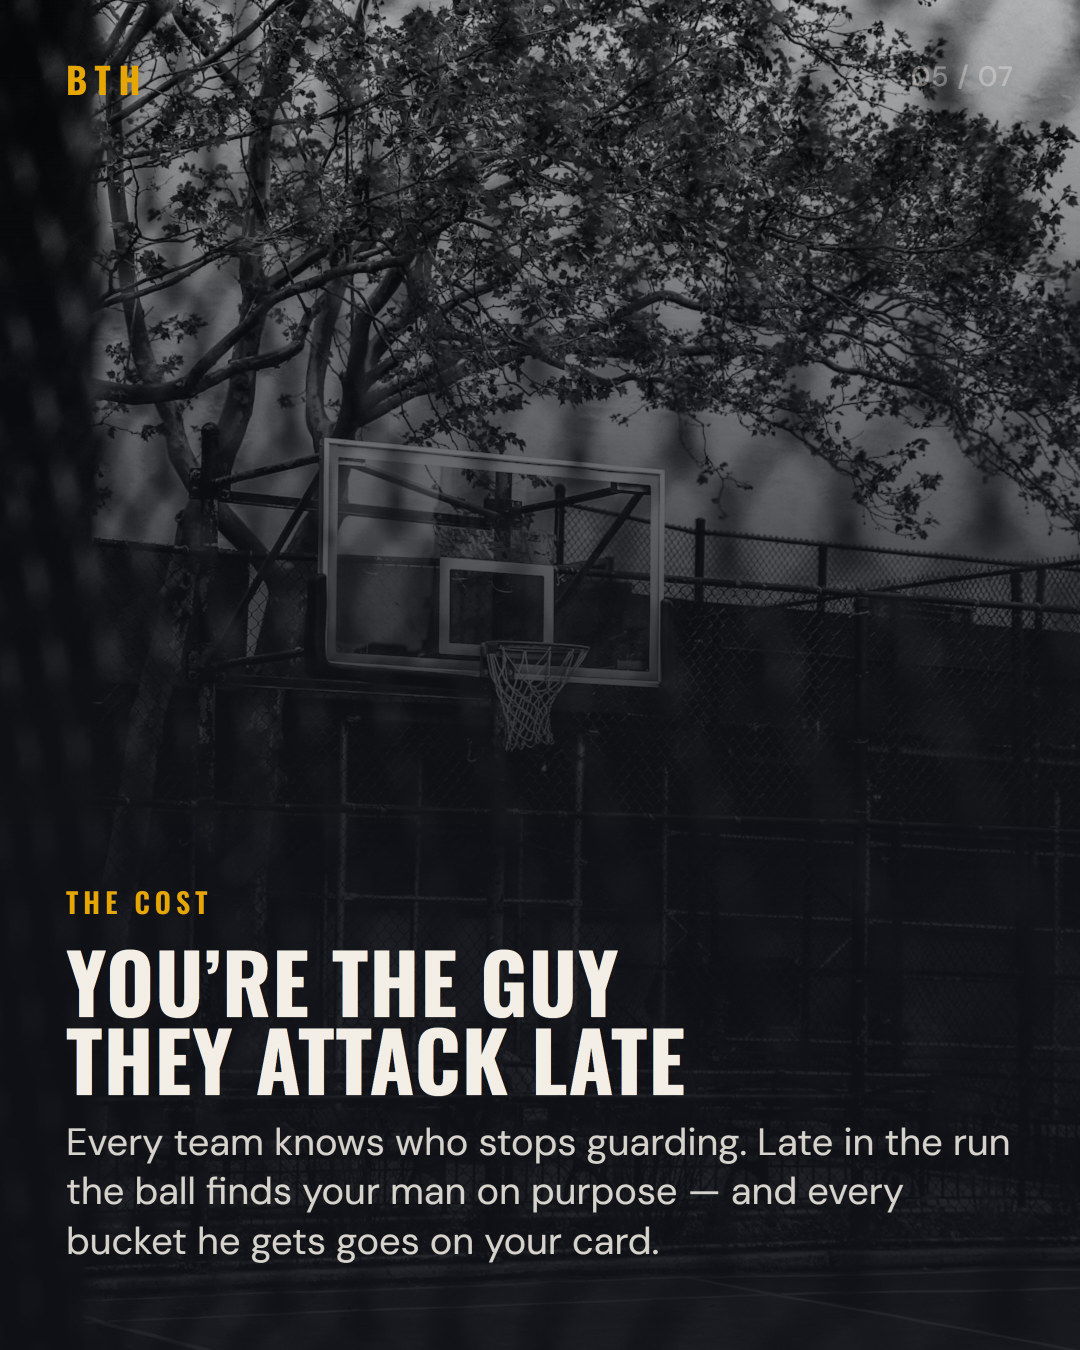 BTH
05 / 07
THE COST
YOU’RE THE GUY
THEY ATTACK LATE
Every team knows who stops guarding. Late in the run
the ball finds your man on purpose — and every
bucket he gets goes on your card.